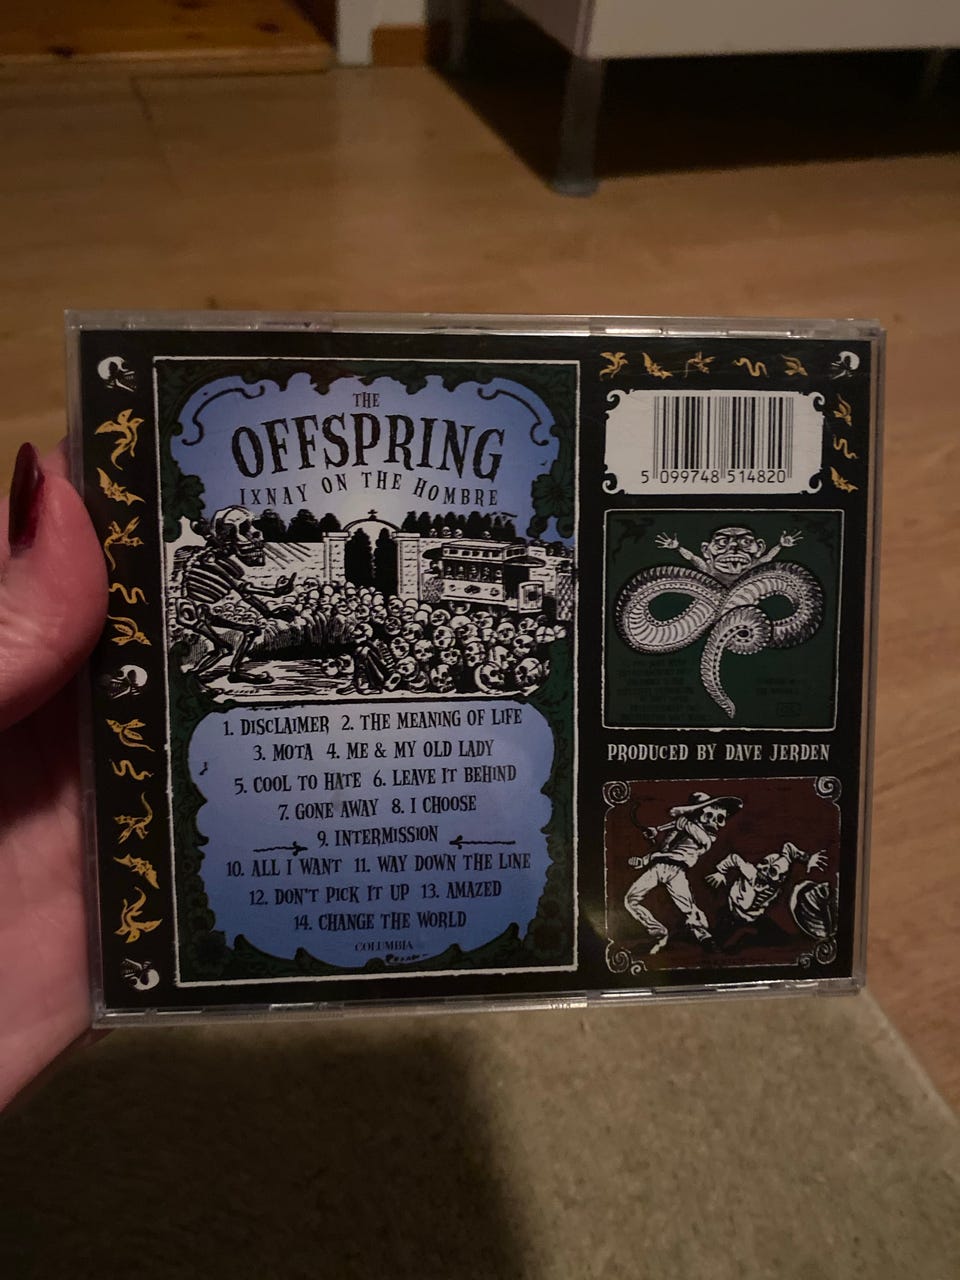 THE
OFFSPRING
IXNAY ON THE HOMBRE
1. DISCLAIMER 2. THE MEANING OF LIFE
3. MOTA 4. ME & MY OLD LADY
5. COOL TO HATE 6. LEAVE IT BEHIND
7. GONE AWAY 8. I CHOOSE
9. INTERMISSION
10. ALL I WANT 11. WAY DOWN THE LINE
12. DON'T PICK IT UP 13. AMAZED
14. CHANGE THE WORLD
COLUMBIA
5 099748 514820
PRODUCED BY DAVE JERDEN